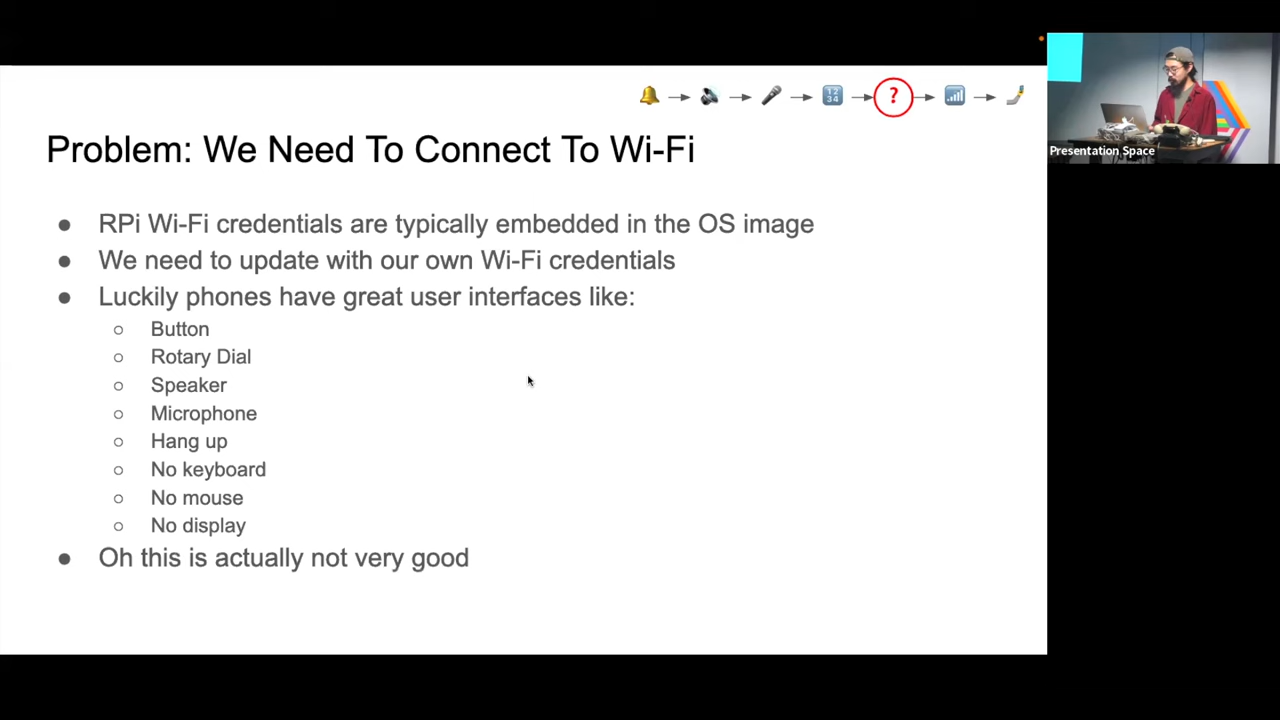 ?
Problem: We Need To Connect To Wi-Fi
● RPi Wi-Fi credentials are typically embedded in the OS image
● We need to update with our own Wi-Fi credentials
● Luckily phones have great user interfaces like:
○ Button
○ Rotary Dial
○ Speaker
○ Microphone
○ Hang up
○ No keyboard
○ No mouse
○ No display
● Oh this is actually not very good
Presentation Space